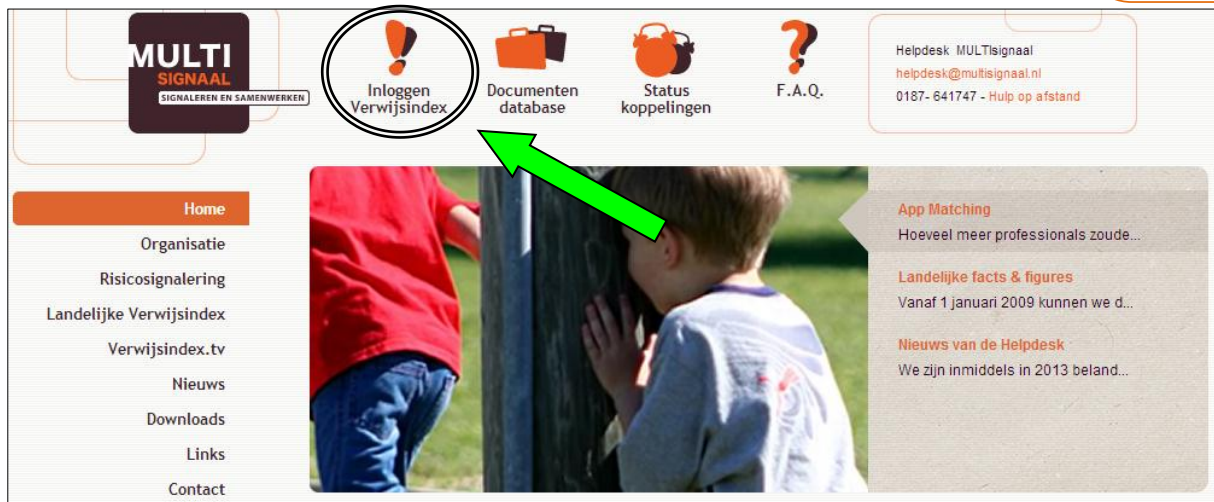 MULTI
SIGNAAL
SIGNALEREN EN SAMENWERKEN
Inloggen
Verwijsindex
Documenten
database
Status
koppelingen
F.A.Q.
Helpdesk MULTIsignaal
helpdesk@multisignaal.nl
0187- 641747 - Hulp op afstand
Home
Organisatie
Risicosignalering
Landelijke Verwijsindex
Verwijsindex.tv
Nieuws
Downloads
Links
Contact
App Matching
Hoeveel meer professionals zoude...
Landelijke facts & figures
Vanaf 1 januari 2009 kunnen we d...
Nieuws van de Helpdesk
We zijn inmiddels in 2013 beland...